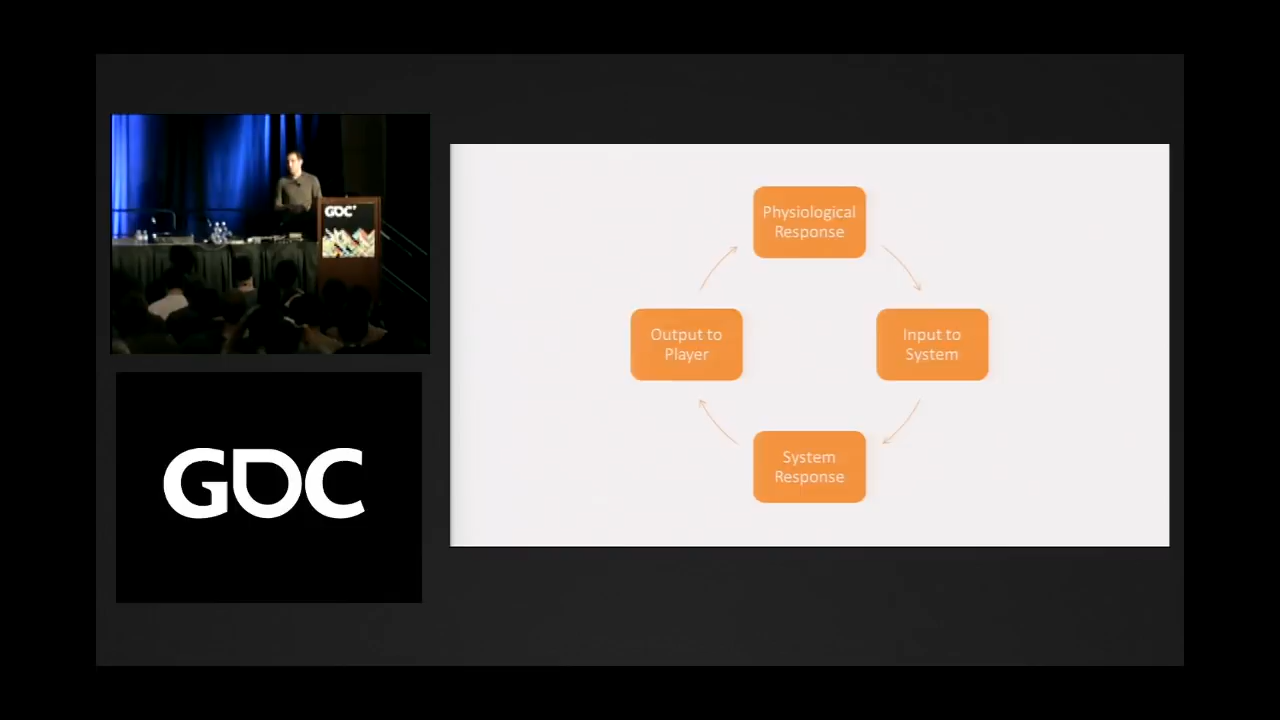 GDC
GDC
Physiological
Response
Output to
Player
Input to
System
System
Response